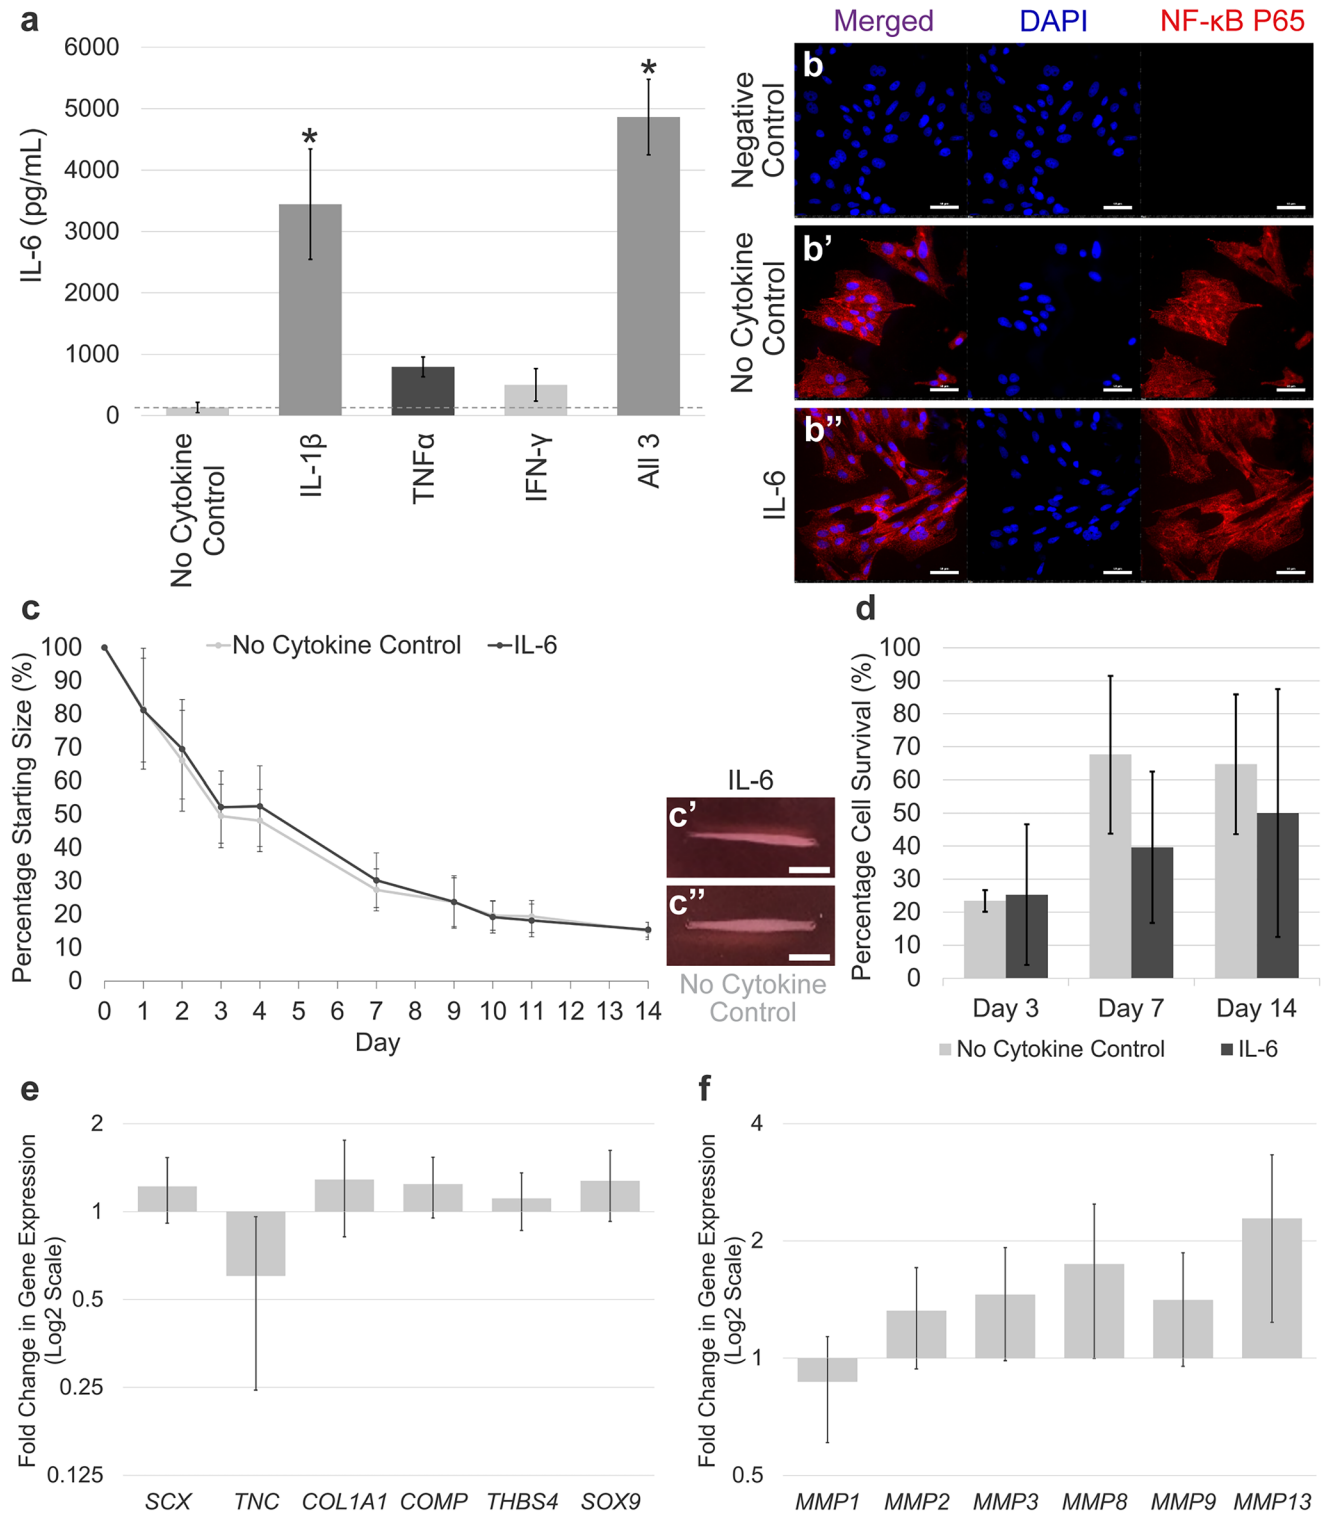 a
6000
5000
4000
3000
2000
1000
0
IL-6 (pg/mL)
*
*
No Cytokine
Control
IL-1β
TNFα
IFN-γ
All 3
Merged
DAPI
NF-κB P65
Negative
Control
b
No Cytokine
Control
b’
IL-6
b’’
c
No Cytokine Control
IL-6
Percentage Starting Size (%)
100
90
80
70
60
50
40
30
20
10
0
0 1 2 3 4 5 6 7 8 9 10 11 12 13 14
Day
IL-6
c’
c’’
No Cytokine
Control
d
Percentage Cell Survival (%)
100
90
80
70
60
50
40
30
20
10
0
Day 3 Day 7 Day 14
No Cytokine Control IL-6
e
Fold Change in Gene Expression
(Log2 Scale)
2
1
0.5
0.25
0.125
SCX TNC COL1A1 COMP THBS4 SOX9
f
Fold Change in Gene Expression
(Log2 Scale)
4
2
1
0.5
MMP1 MMP2 MMP3 MMP8 MMP9 MMP13